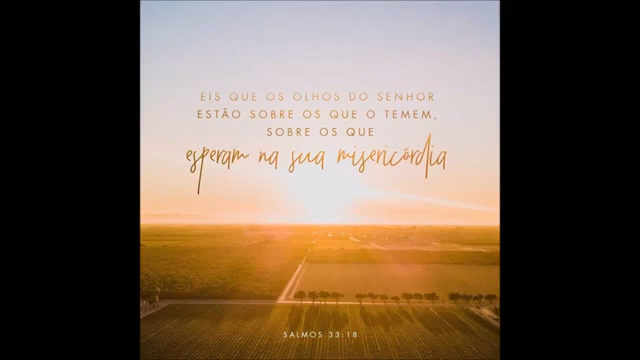 EIS QUE OS OLHOS DO SENHOR
ESTÃO SOBRE OS QUE O TEMEM,
SOBRE OS QUE
esperam na sua misericórdia
SALMOS 33:18